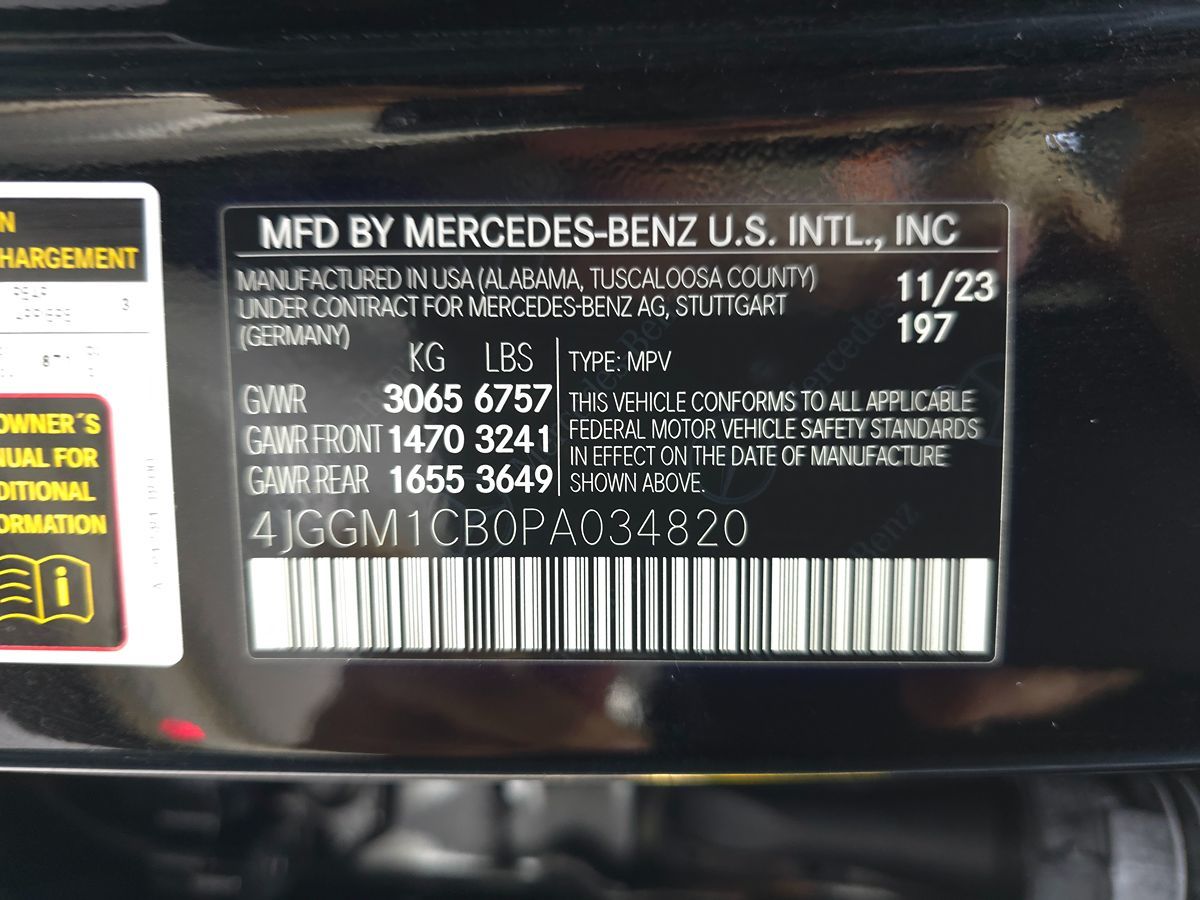 N
HARGEMENT
3
OWNER´S
NUAL FOR
DITIONAL
ORMATION
i
MFD BY MERCEDES-BENZ U.S. INTL., INC
MANUFACTURED IN USA (ALABAMA, TUSCALOOSA COUNTY)
UNDER CONTRACT FOR MERCEDES-BENZ AG, STUTTGART
(GERMANY)
11/23
197
KG LBS
GVWR 3065 6757
GAWR FRONT 1470 3241
GAWR REAR 1655 3649
TYPE: MPV
THIS VEHICLE CONFORMS TO ALL APPLICABLE
FEDERAL MOTOR VEHICLE SAFETY STANDARDS
IN EFFECT ON THE DATE OF MANUFACTURE
SHOWN ABOVE.
4JGGM1CB0PA034820